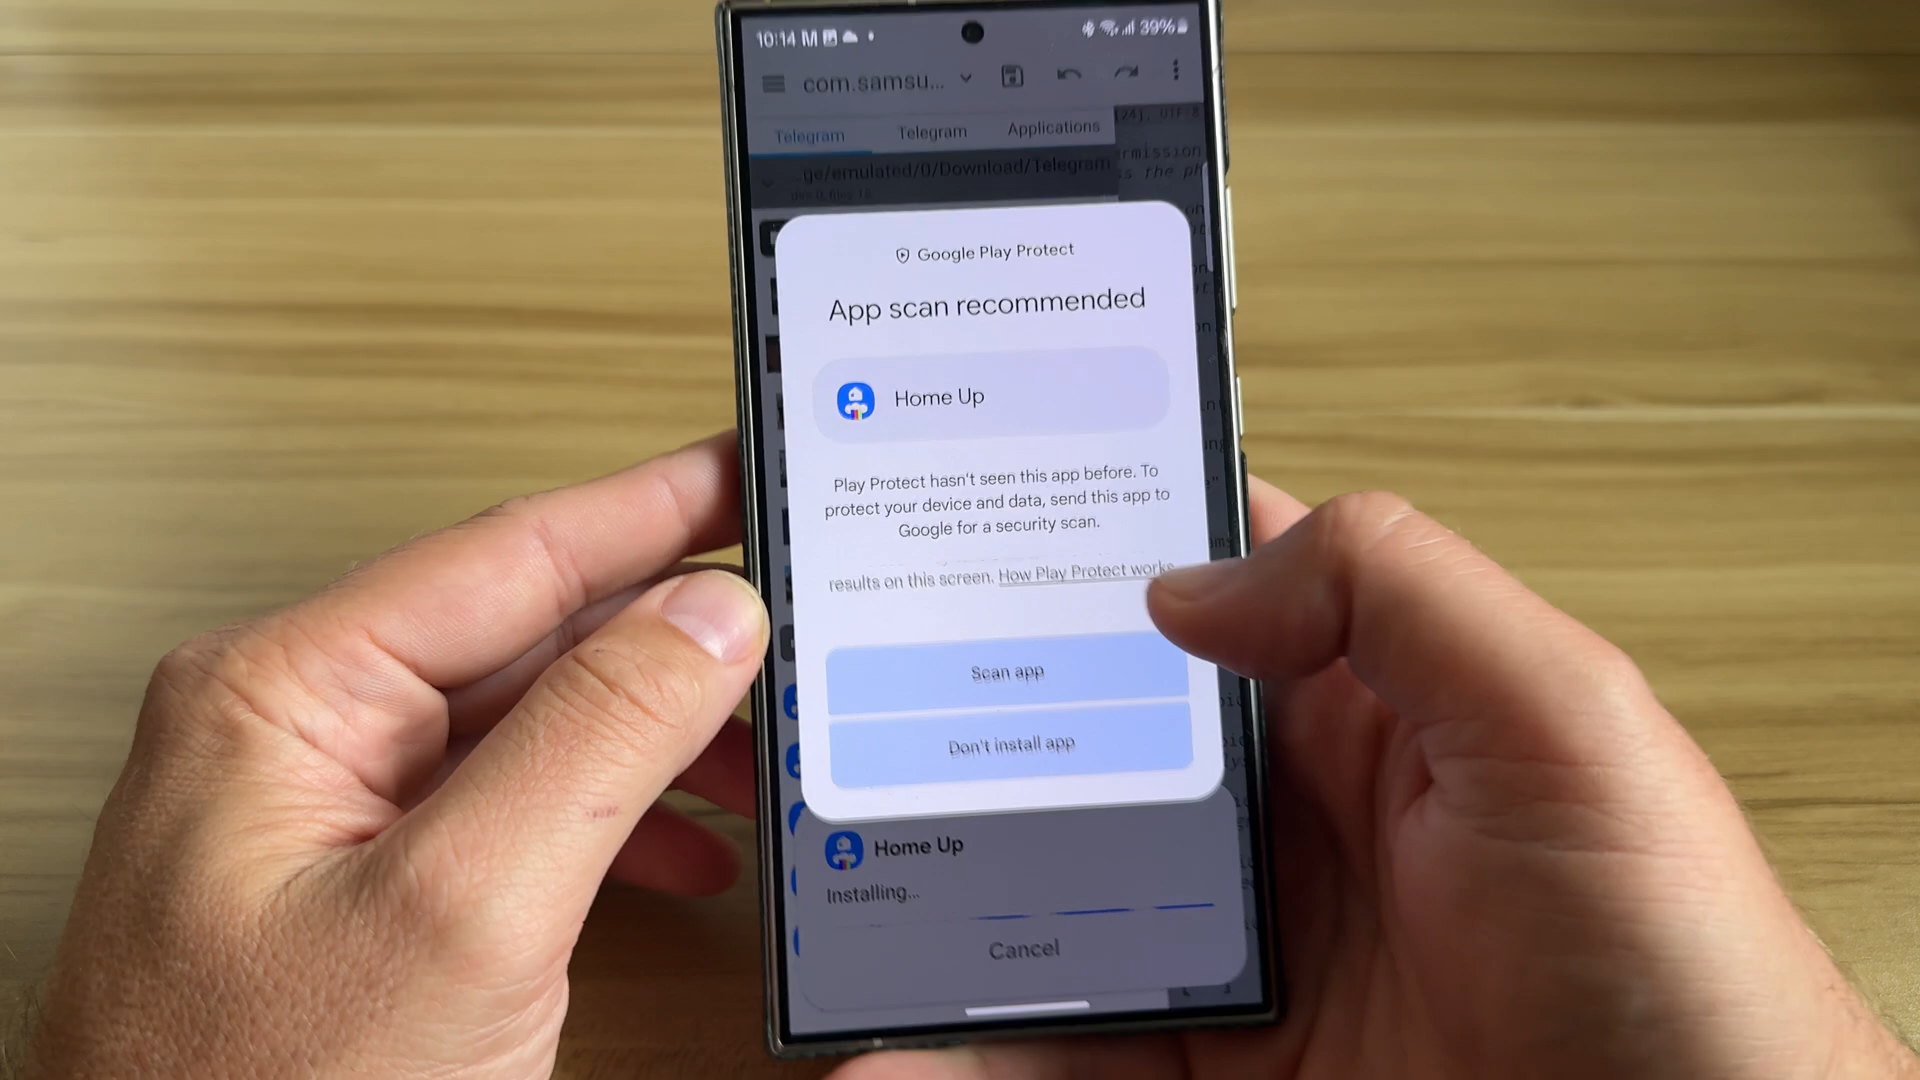 10:14 M 39%
com.samsu...
Telegram Telegram Applications
...ge/emulated/0/Download/Telegram
Google Play Protect
App scan recommended
Home Up
Play Protect hasn't seen this app before. To
protect your device and data, send this app to
Google for a security scan.
results on this screen. How Play Protect works
Scan app
Don't install app
Home Up
Installing...
Cancel